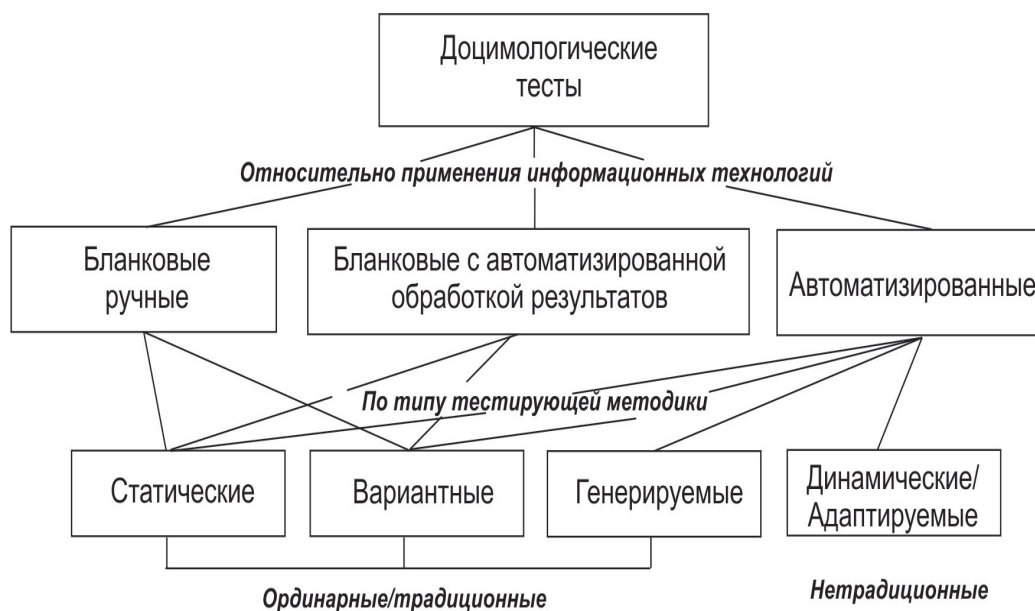 Доцимологические
тесты
Относительно применения информационных технологий
Бланковые
ручные
Бланковые с автоматизированной
обработкой результатов
Автоматизированные
По типу тестирующей методики
Статические
Вариантные
Генерируемые
Динамические/
Адаптируемые
Ординарные/традиционные
Нетрадиционные